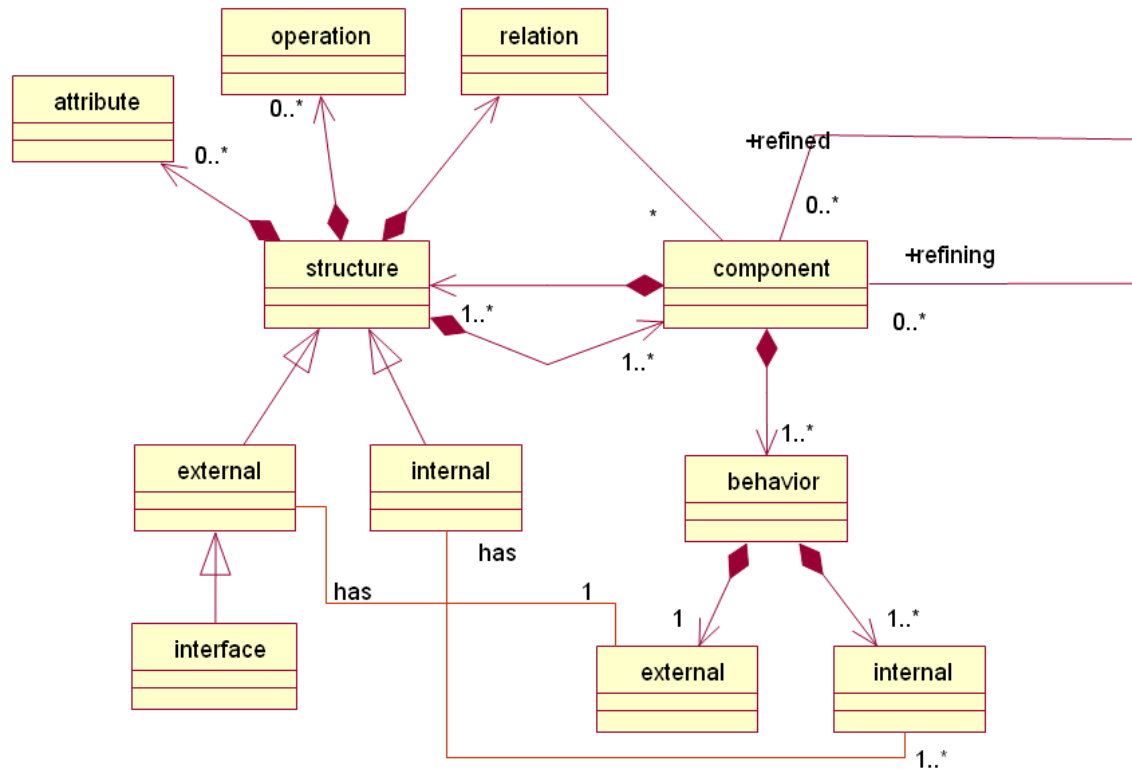 operation
relation
attribute
0..*
0..*
+refined
*
0..*
structure
component
+refining
1..*
0..*
1..*
1..*
external
internal
behavior
has
has
1
1
1..*
interface
external
internal
1..*